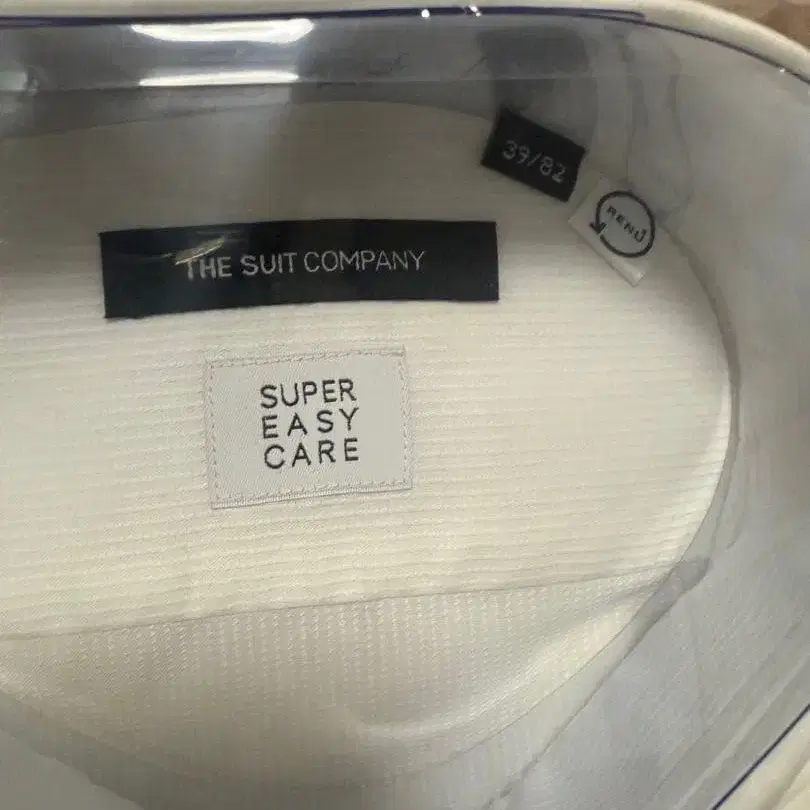 39/82
RENU
THE SUIT COMPANY
SUPER
EASY
CARE